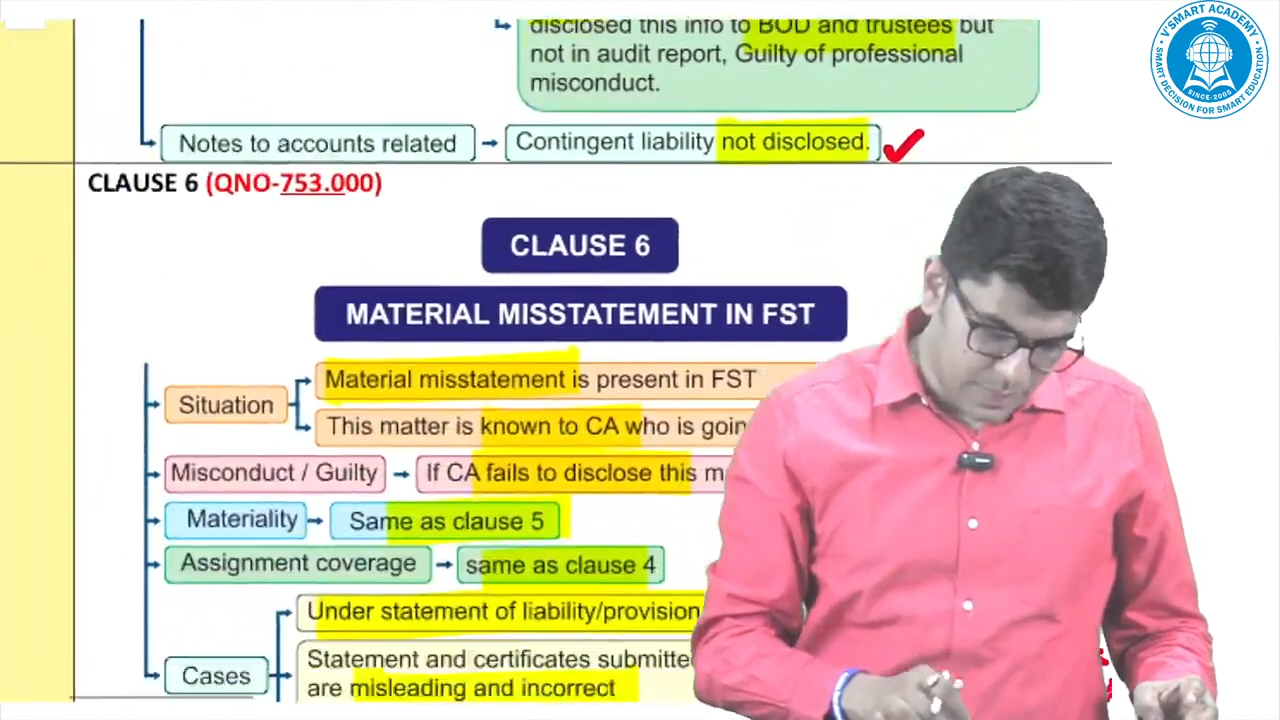 disclosed this info to BOD and trustees but
not in audit report, Guilty of professional
misconduct.
Notes to accounts related
Contingent liability not disclosed.
CLAUSE 6 (QNO-753.000)
CLAUSE 6
MATERIAL MISSTATEMENT IN FST
Situation
Material misstatement is present in FST
This matter is known to CA who is goin
Misconduct / Guilty
If CA fails to disclose this m
Materiality
Same as clause 5
Assignment coverage
same as clause 4
Cases
Under statement of liability/provision
Statement and certificates submitte
are misleading and incorrect
V'SMART ACADEMY
SMART DECISION FOR SMART EDUCATION
SINCE-2005